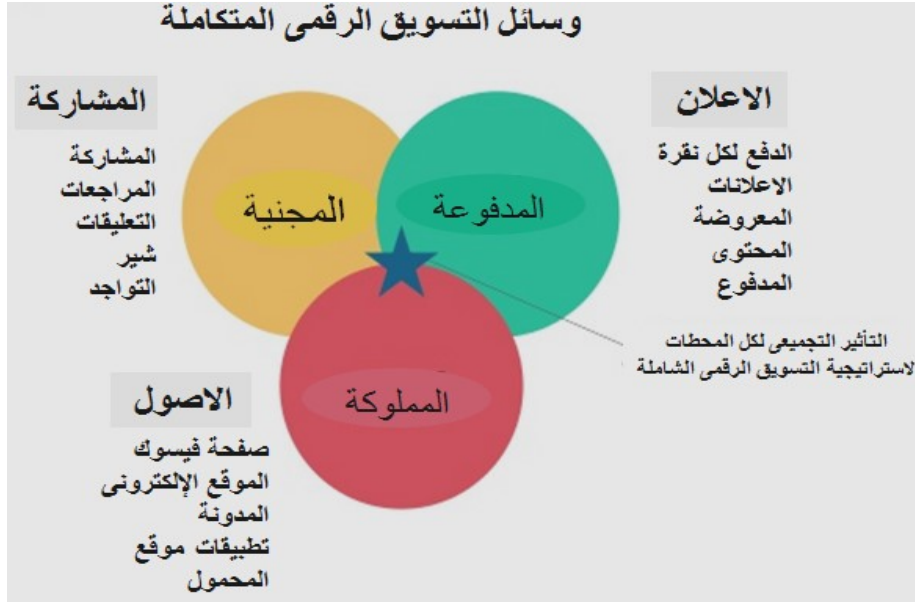 وسائل التسويق الرقمى المتكاملة
الاعلان
الدفع لكل نقرة
الاعلانات
المعروضة
المحتوى
المدفوع
المشاركة
المشاركة
المراجعات
التعليقات
شير
التواجد
المدفوعة
المجنية
المملوكة
التأثير التجميعى لكل المحطات
لاستراتيجية التسويق الرقمى الشاملة
الاصول
صفحة فيسوك
الموقع الإلكترونى
المدونة
تطبيقات موقع
المحمول